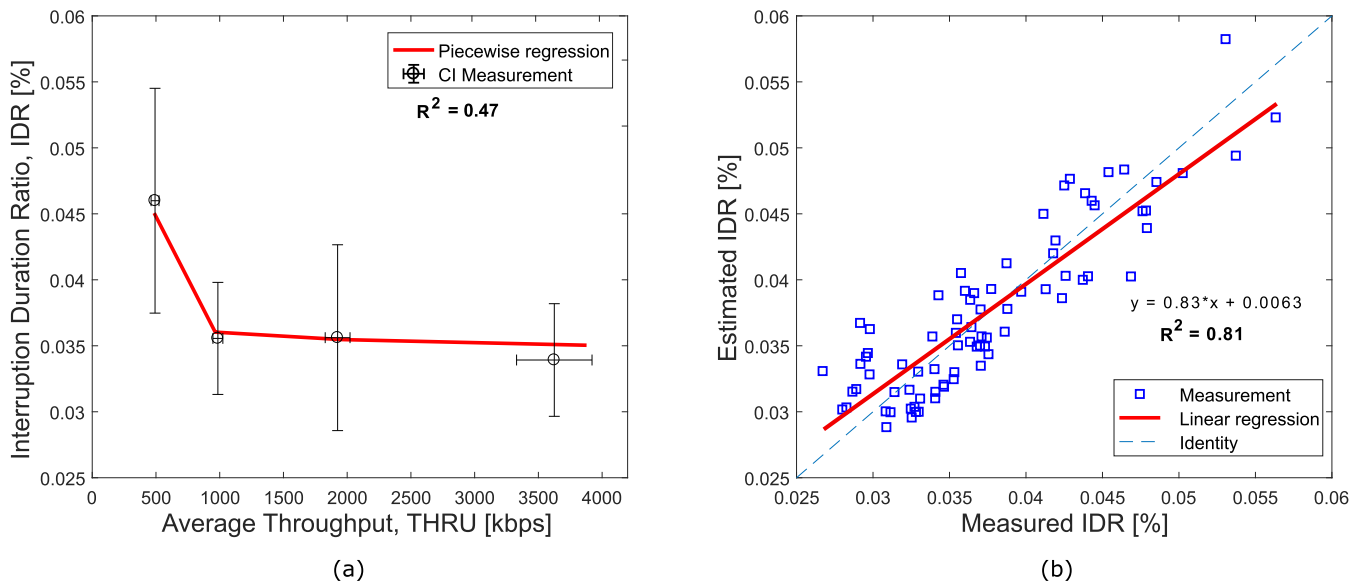 0.06
0.055
0.05
0.045
0.04
0.035
0.03
0.025
Interruption Duration Ratio, IDR [%]
Piecewise regression
CI Measurement
R2 = 0.47
0 500 1000 1500 2000 2500 3000 3500 4000
Average Throughput, THRU [kbps]
(a)
0.06
0.055
0.05
0.045
0.04
0.035
0.03
0.025
Estimated IDR [%]
y = 0.83*x + 0.0063
R2 = 0.81
Measurement
Linear regression
Identity
0.025 0.03 0.035 0.04 0.045 0.05 0.055 0.06
Measured IDR [%]
(b)